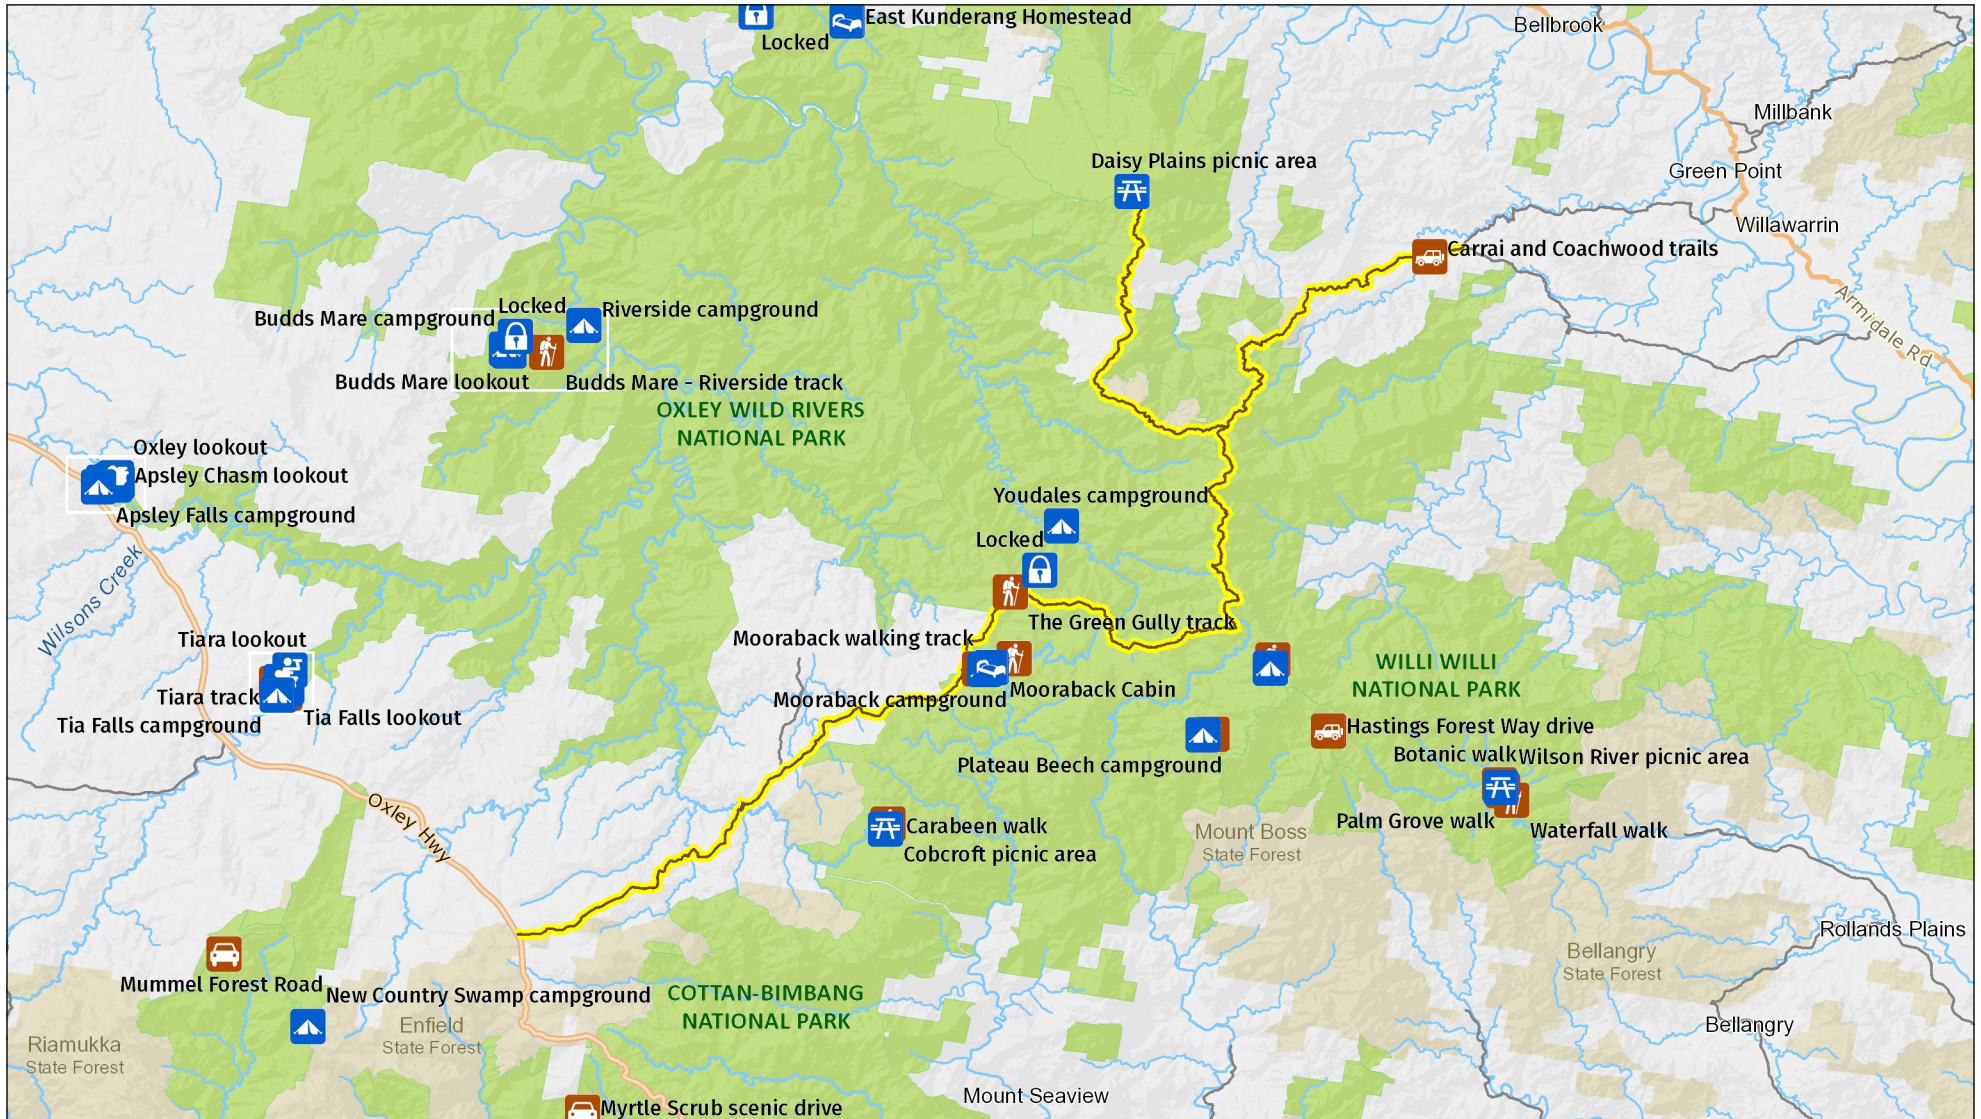 East Kunderang Homestead
Locked
Bellbrook
Millbank
Daisy Plains picnic area
Green Point
Willawarrin
Carrai and Coachwood trails
Armidale Rd
Locked
Riverside campground
Budds Mare campground
Budds Mare lookout
Budds Mare - Riverside track
OXLEY WILD RIVERS
NATIONAL PARK
Oxley lookout
Apsley Chasm lookout
Apsley Falls campground
Wilsons Creek
Youdales campground
Locked
The Green Gully track
Mooraback walking track
Mooraback Cabin
Mooraback campground
Tiara lookout
Tiara track
Tia Falls lookout
Tia Falls campground
WILLI WILLI
NATIONAL PARK
Hastings Forest Way drive
Botanic walk
Wilson River picnic area
Plateau Beech campground
Palm Grove walk
Waterfall walk
Oxley Hwy
Carabeen walk
Cobcroft picnic area
Mount Boss
State Forest
Rollands Plains
Bellangry
State Forest
Mummel Forest Road
New Country Swamp campground
COTTAN-BIMBANG
NATIONAL PARK
Enfield
State Forest
Riamukka
State Forest
Bellangry
Mount Seaview
Myrtle Scrub scenic drive